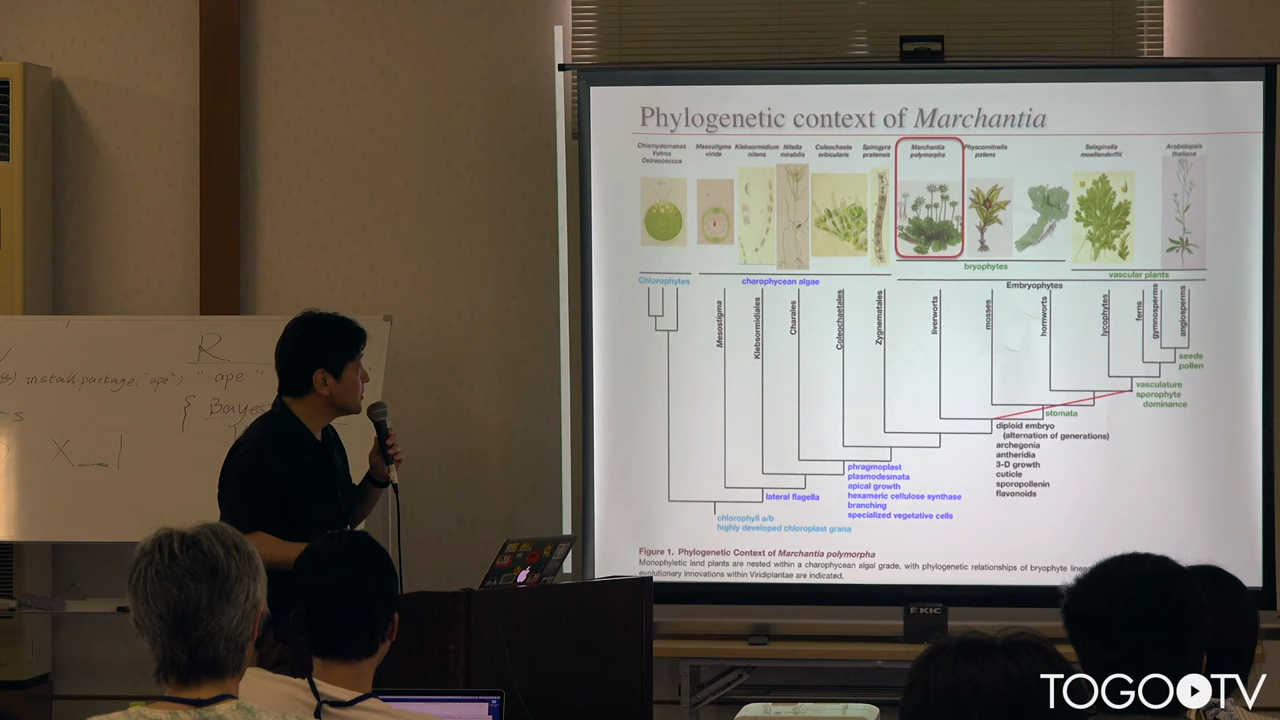 Phylogenetic context of Marchantia
Chlamydomonas
Volvox
Ostreococcus
Mesostigma
viride
Klebsormidium
nitens
Nitella
mirabilis
Coleochaete
orbicularis
Spirogyra
pratensis
Marchantia
polymorpha
Physcomitrella
patens
Selaginella
moellendorffii
Arabidopsis
thaliana
bryophytes
vascular plants
Chlorophytes
charophycean algae
Embryophytes
Mesostigma
Klebsormidiales
Charales
Coleochaetales
Zygnematales
liverworts
mosses
hornworts
lycophytes
ferns
gymnosperms
angiosperms
seeds
pollen
vasculature
sporophyte
dominance
stomata
diploid embryo
(alternation of generations)
archegonia
antheridia
3-D growth
cuticle
sporopollenin
flavonoids
phragmoplast
plasmodesmata
apical growth
hexameric cellulose synthase
branching
specialized vegetative cells
lateral flagella
chlorophyll a/b
highly developed chloroplast grana
Figure 1. Phylogenetic Context of Marchantia polymorpha
Monophyletic land plants are nested within a charophycean algal grade, with phylogenetic relationships of bryophyte
evolutionary innovations within Viridiplantae are indicated.
R
install.package("ape") "ape"
{ Bayes
X
KIC
TOGOTV